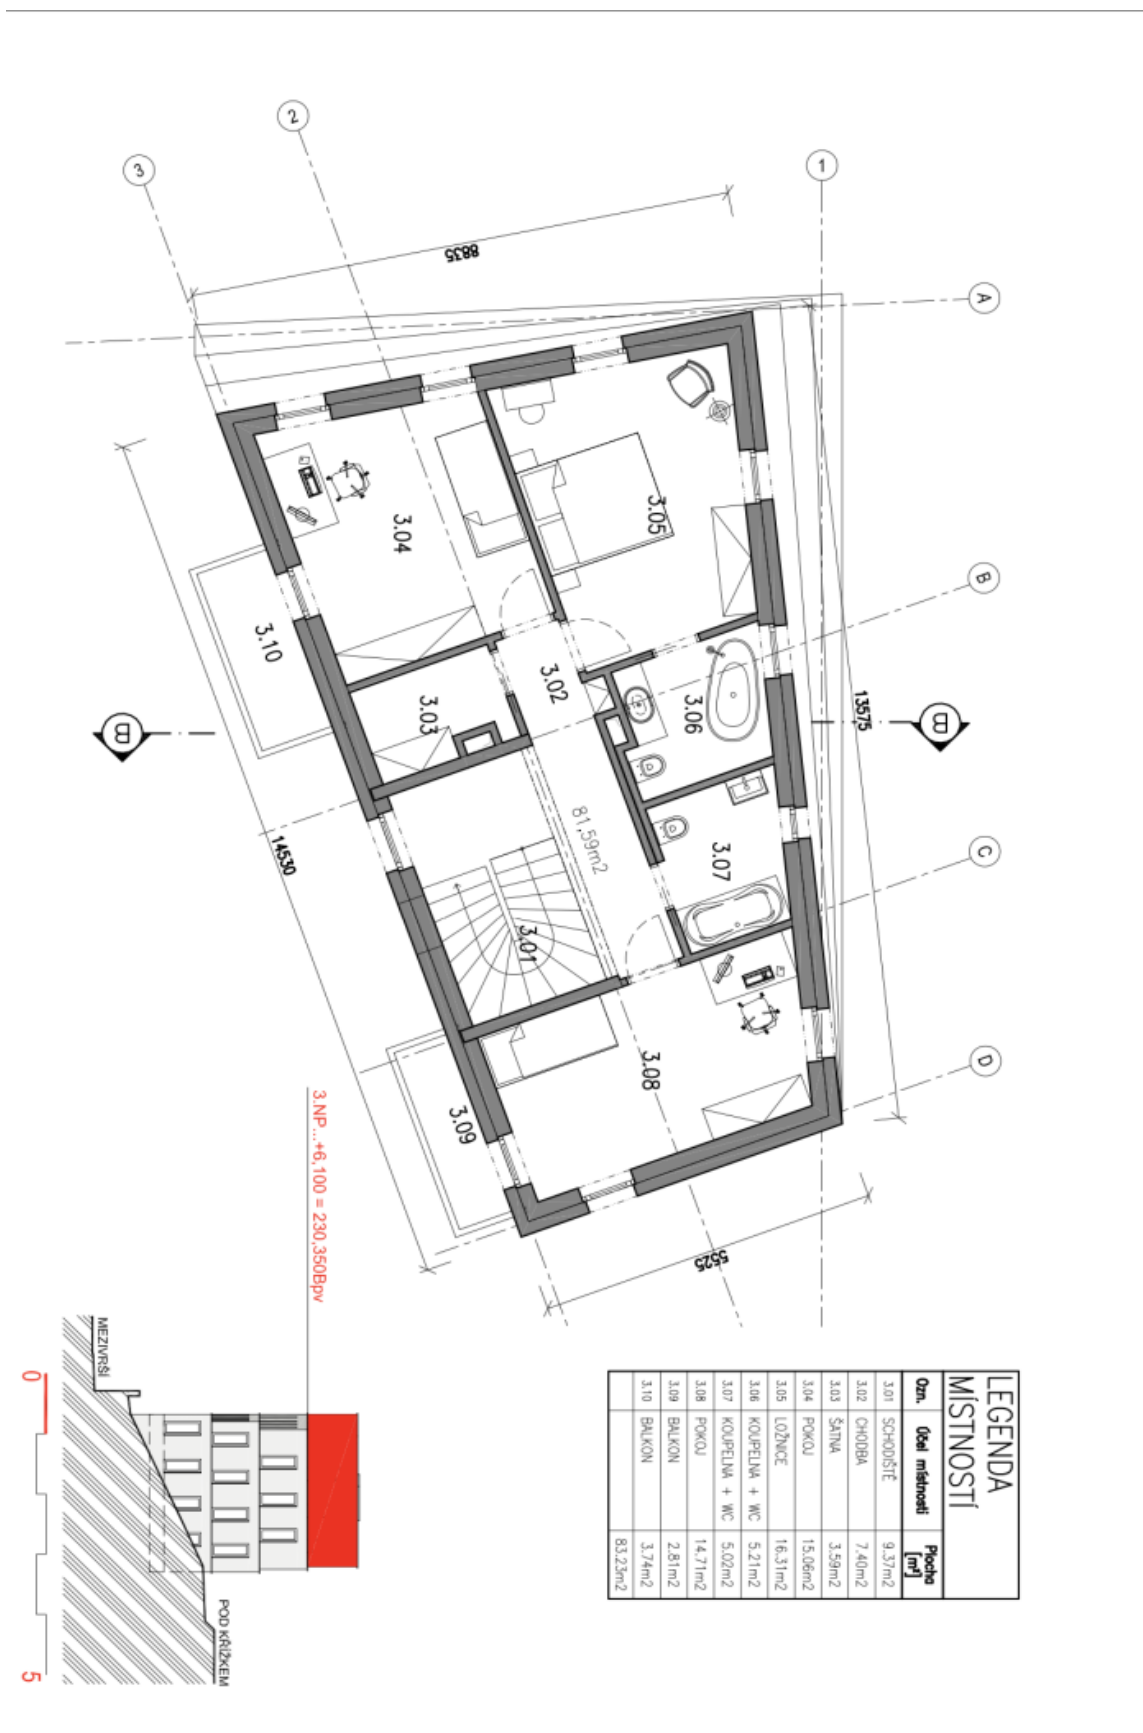 1
2
3
A
B
C
D
8835
13575
14530
5525
B
B
3.05
3.04
3.10
3.02
3.03
3.06
3.07
81,59m2
3.01
3.08
3.09
3.NP...+6,100 = 230,350Bpv
MEZIVRŠÍ
POD KŘÍŽKEM
0
5
LEGENDA
MÍSTNOSTÍ
Ozn. Účel místnosti Plocha [m²]
3.01 SCHODIŠTĚ 9.37m2
3.02 CHODBA 7.40m2
3.03 ŠATNA 3.59m2
3.04 POKOJ 15.06m2
3.05 LOŽNICE 16.31m2
3.06 KOUPELNA + WC 5.21m2
3.07 KOUPELNA + WC 5.02m2
3.08 POKOJ 14.71m2
3.09 BALKON 2.81m2
3.10 BALKON 3.74m2
83.23m2